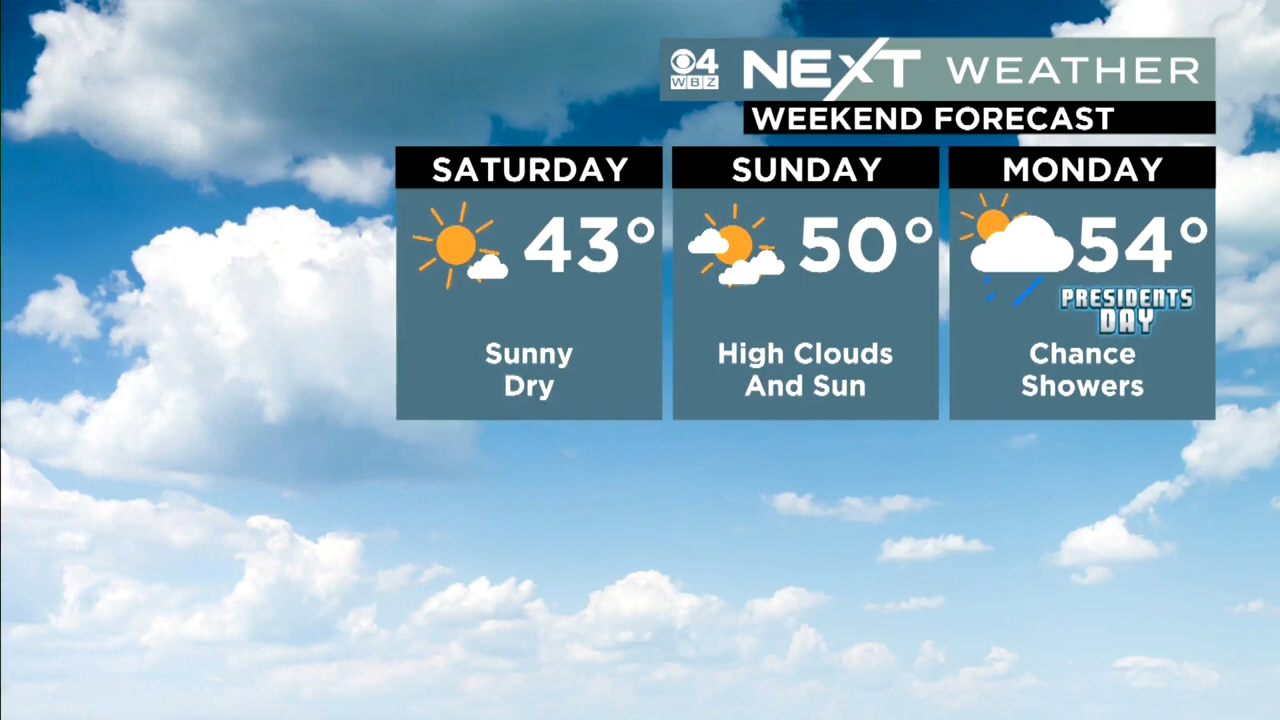 4
WBZ
NEXT WEATHER
WEEKEND FORECAST
SATURDAY
43°
Sunny
Dry
SUNDAY
50°
High Clouds
And Sun
MONDAY
54°
PRESIDENTS
DAY
Chance
Showers